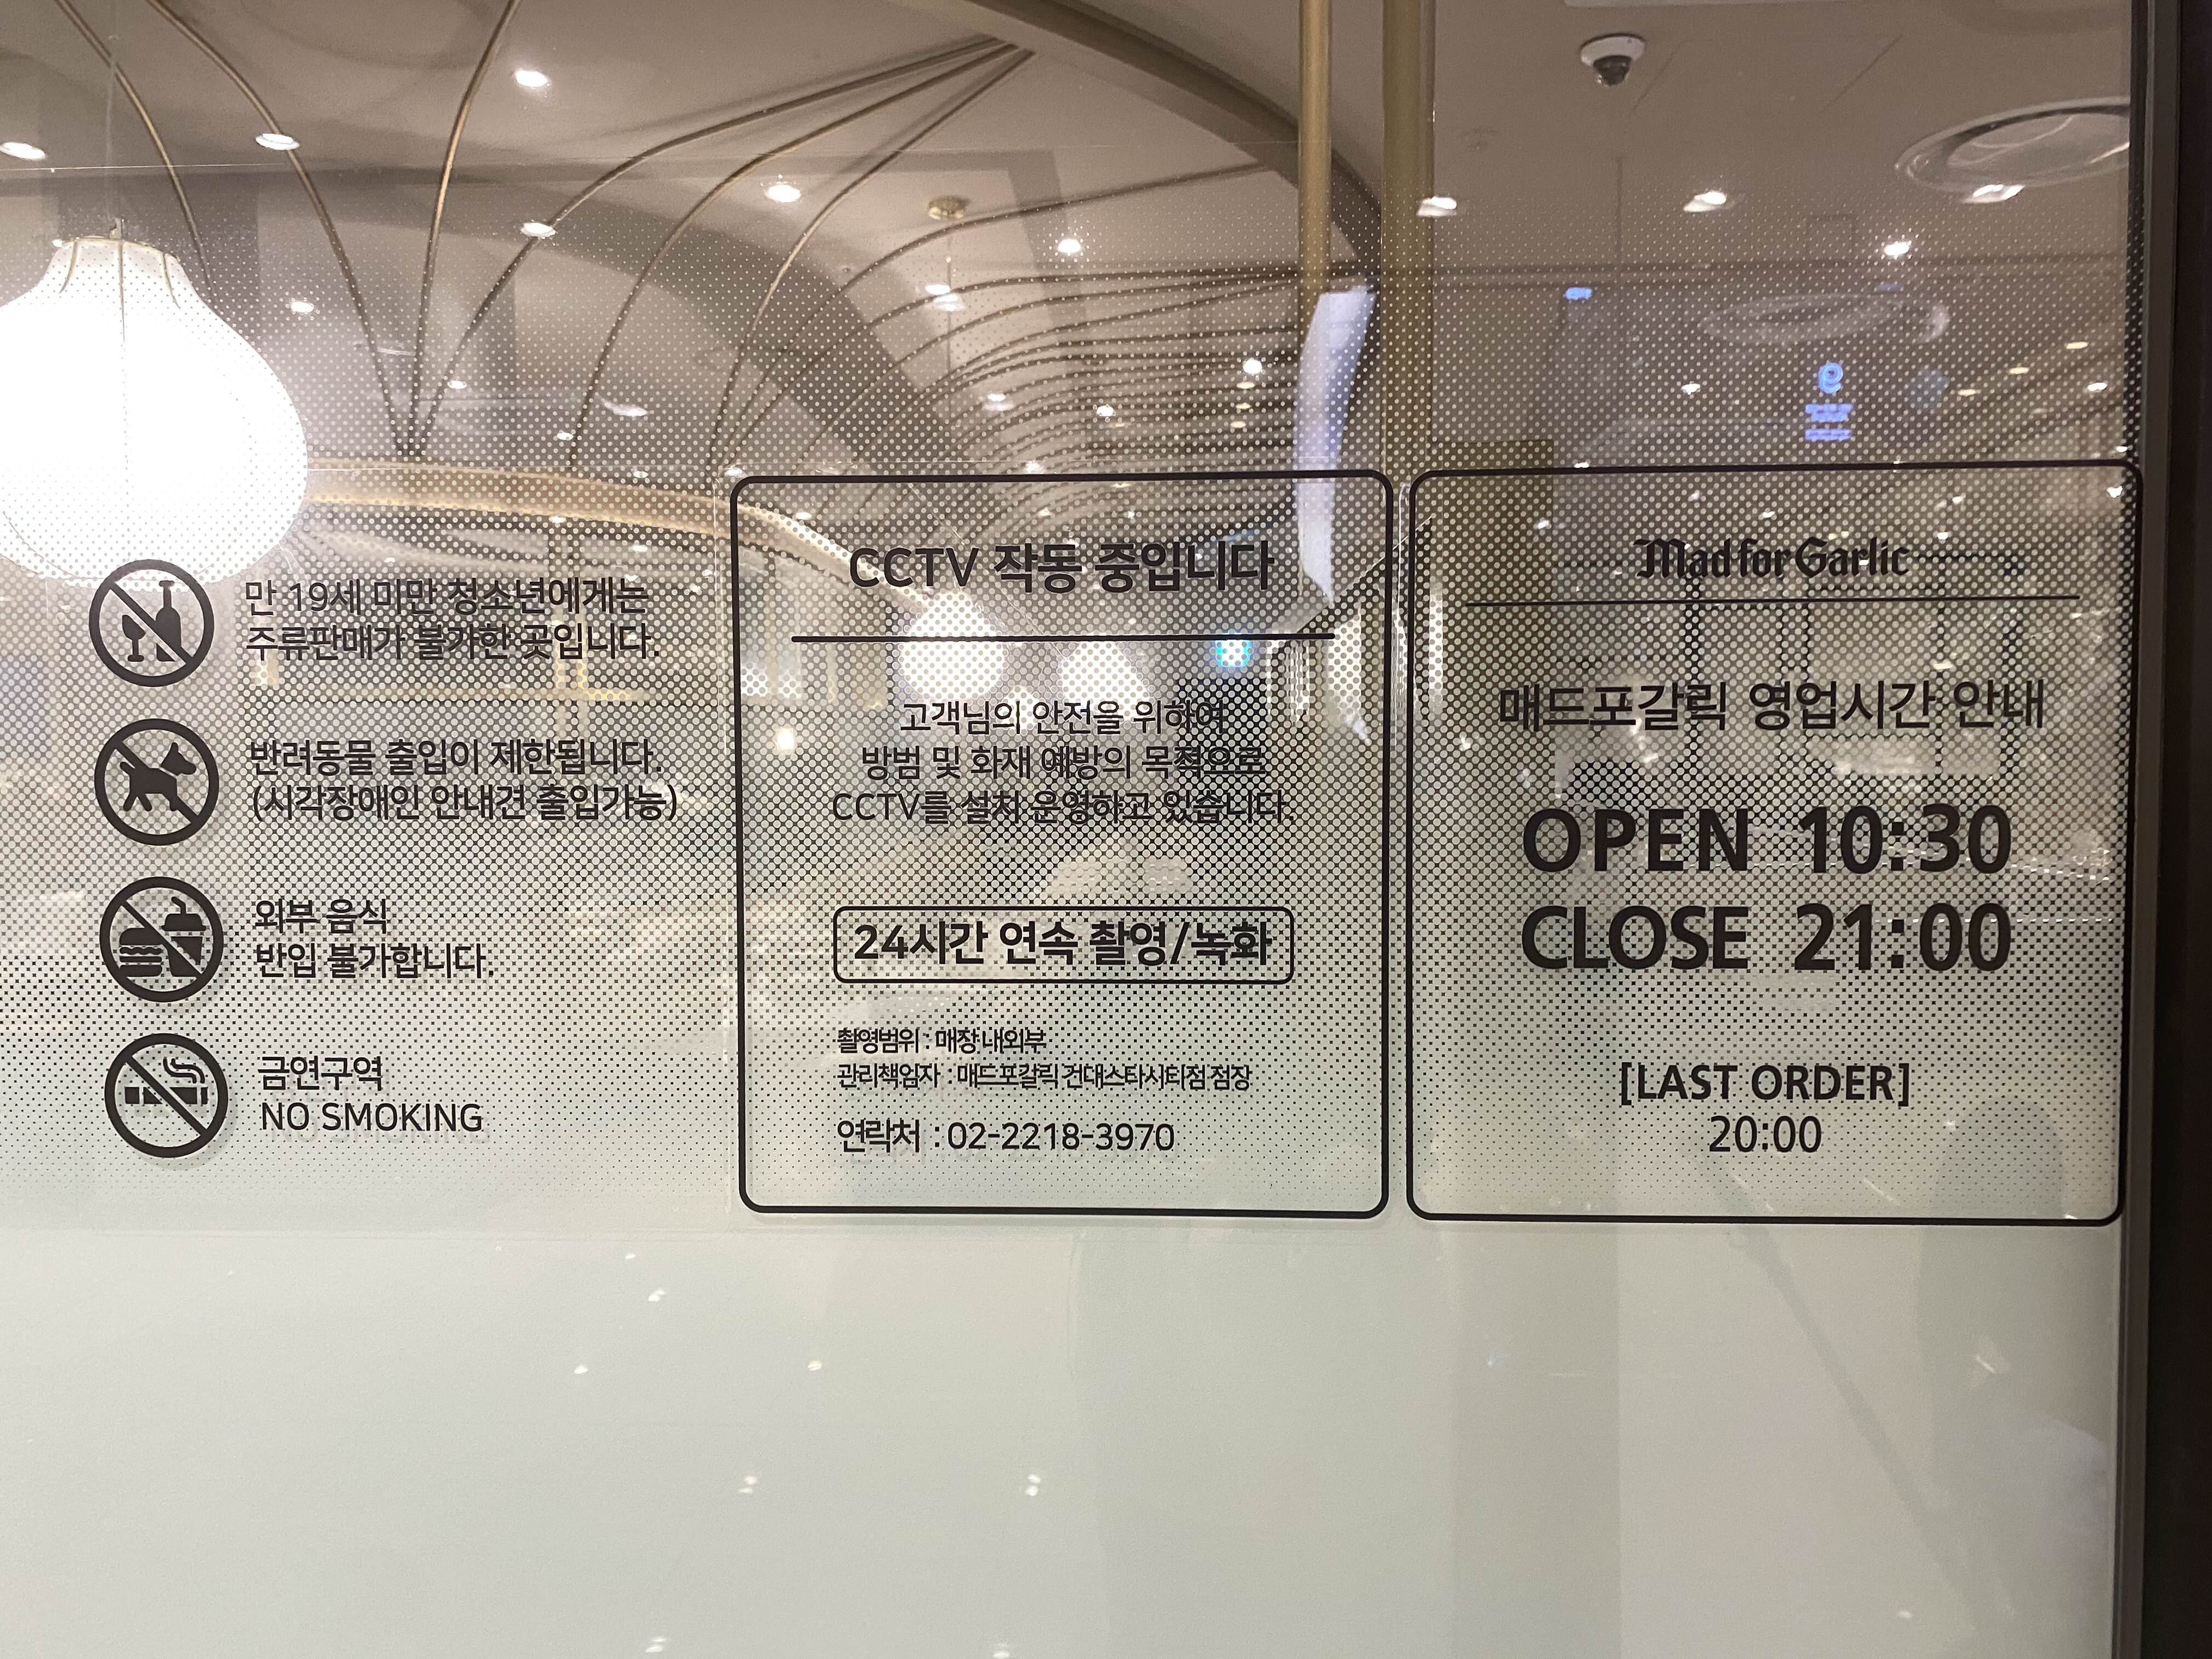 만 19세 미만 청소년에게는
주류판매가 불가한 곳입니다.
반려동물 출입이 제한됩니다.
(시각장애인 안내견 출입가능)
외부 음식
반입 불가합니다.
금연구역
NO SMOKING
CCTV 작동 중입니다
고객님의 안전을 위하여
방범 및 화재 예방의 목적으로
CCTV를 설치 운영하고 있습니다.
24시간 연속 촬영/녹화
촬영범위 : 매장 내외부
관리책임자 : 매드포갈릭 건대스타시티점 점장
연락처 : 02-2218-3970
Mad for Garlic
매드포갈릭 영업시간 안내
OPEN 10:30
CLOSE 21:00
[LAST ORDER]
20:00